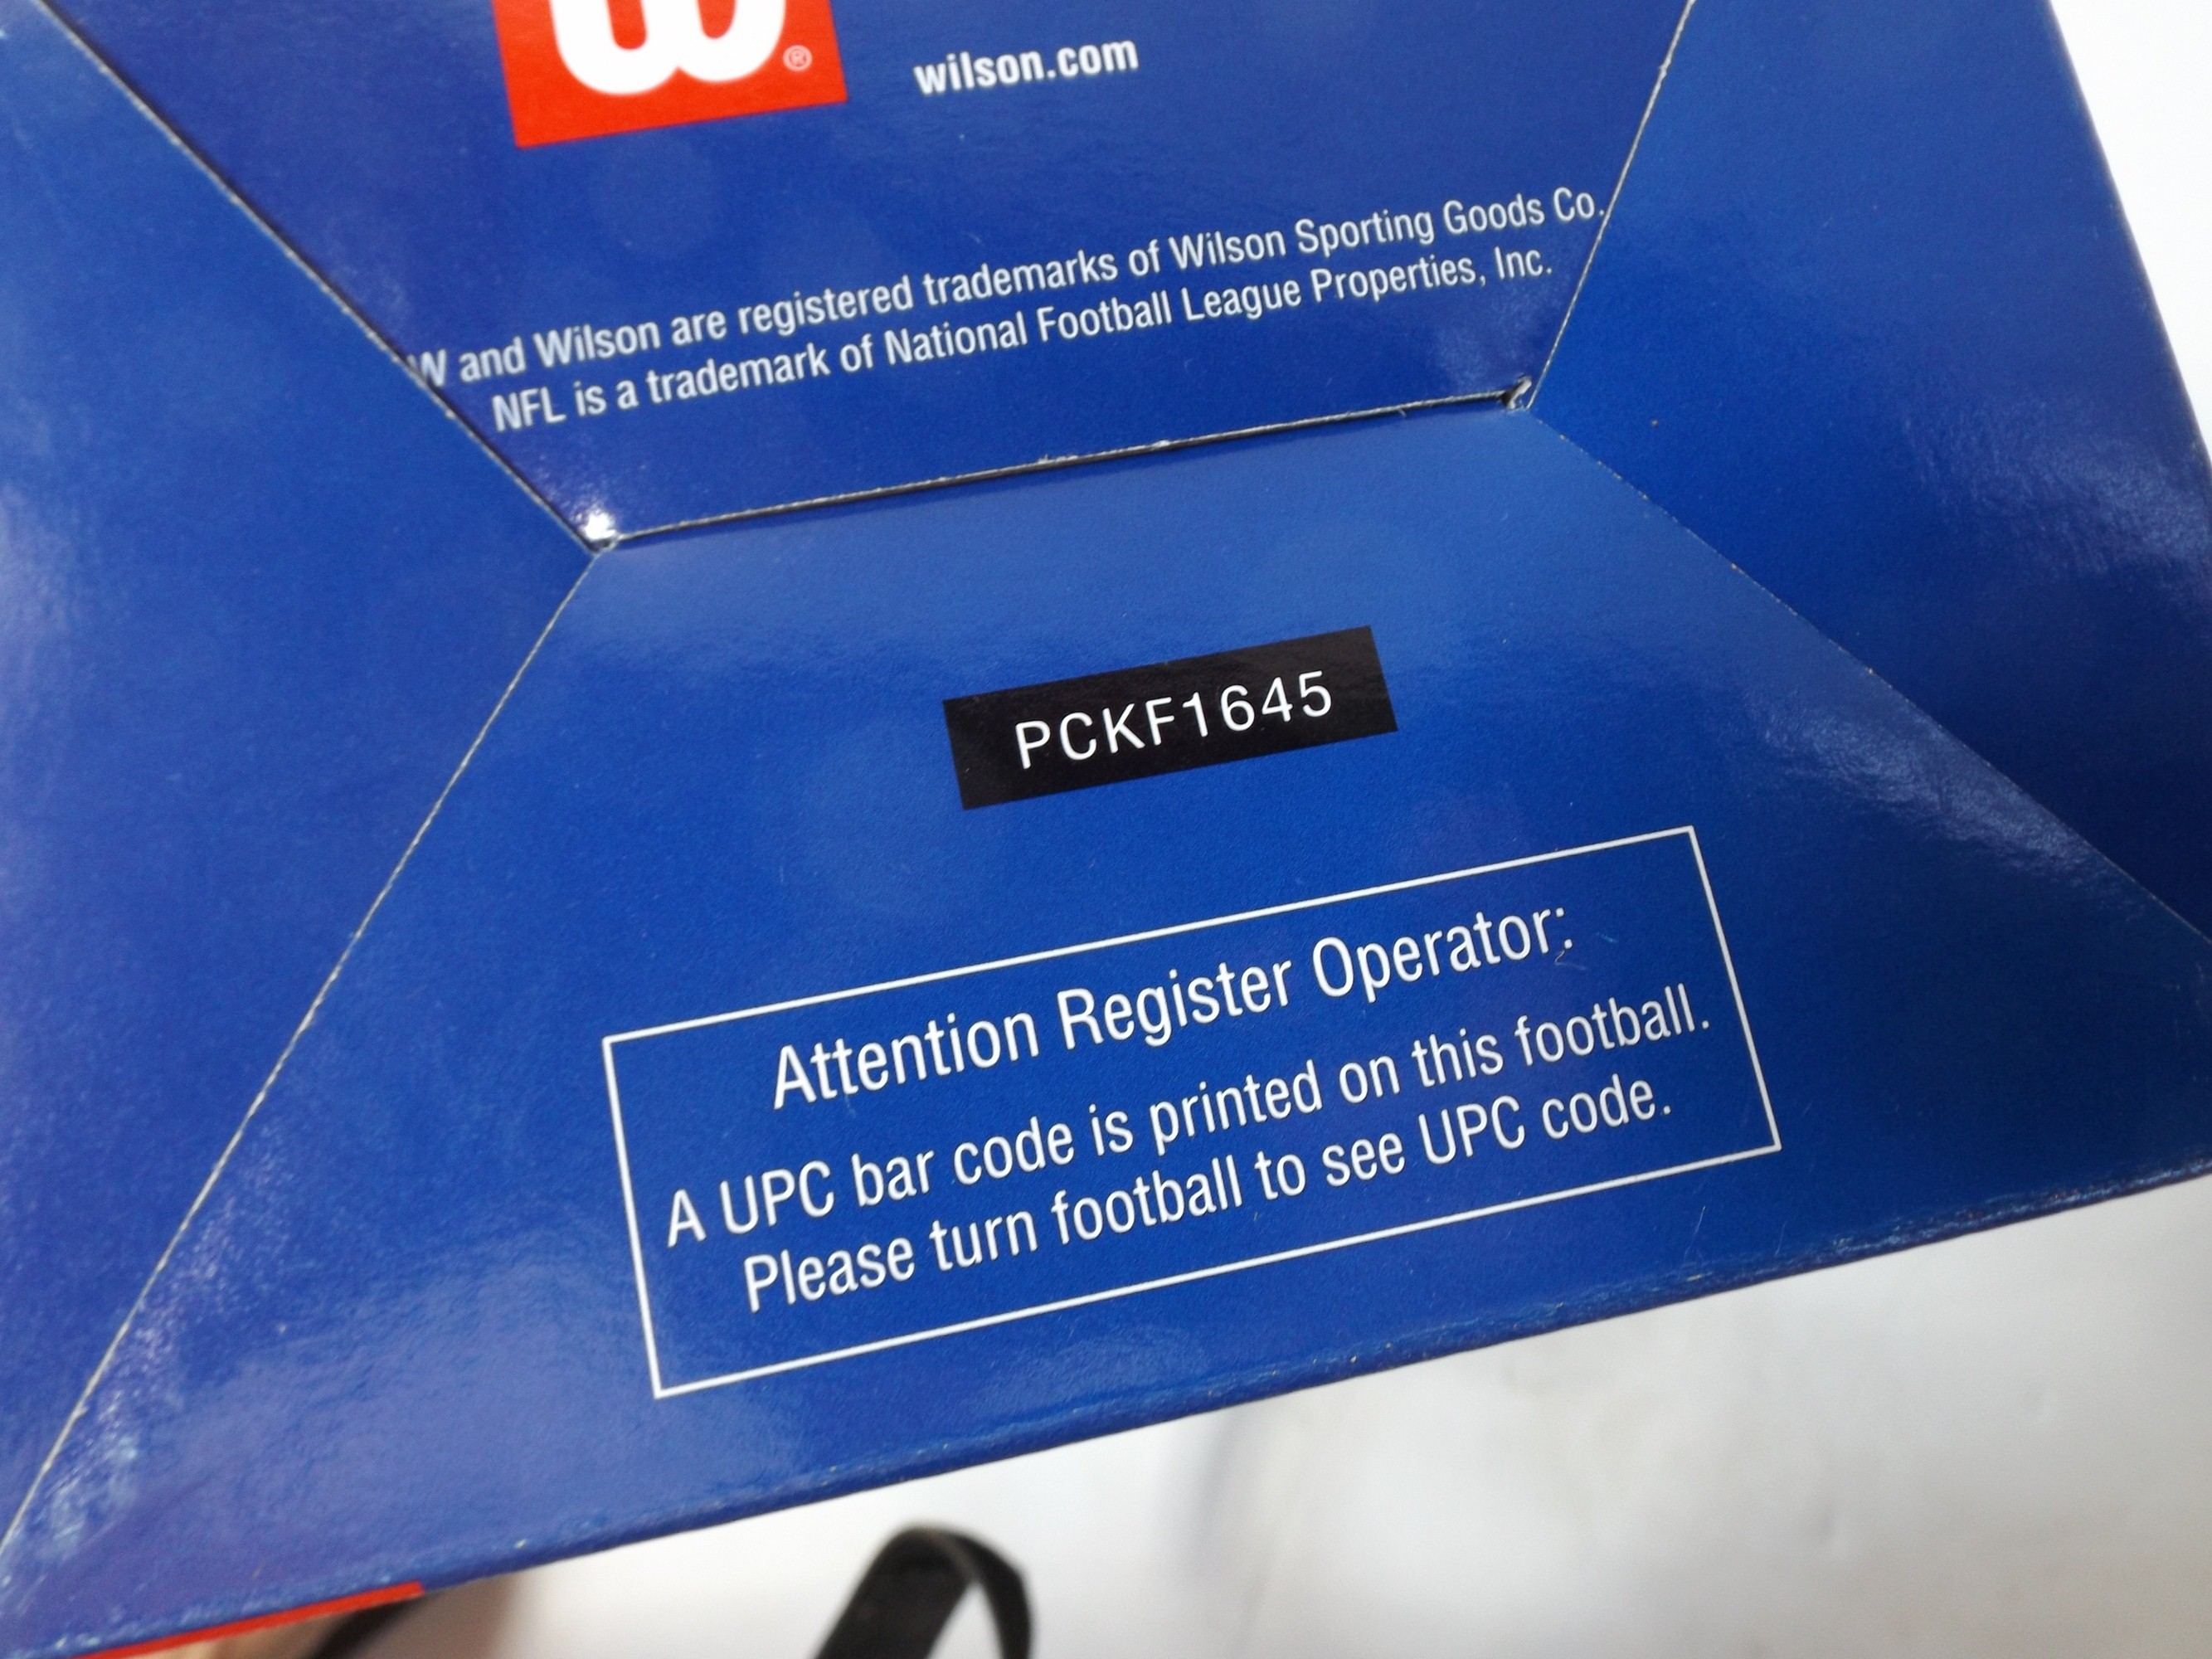 W®
wilson.com
W and Wilson are registered trademarks of Wilson Sporting Goods Co.
NFL is a trademark of National Football League Properties, Inc.
PCKF1645
Attention Register Operator:
A UPC bar code is printed on this football.
Please turn football to see UPC code.